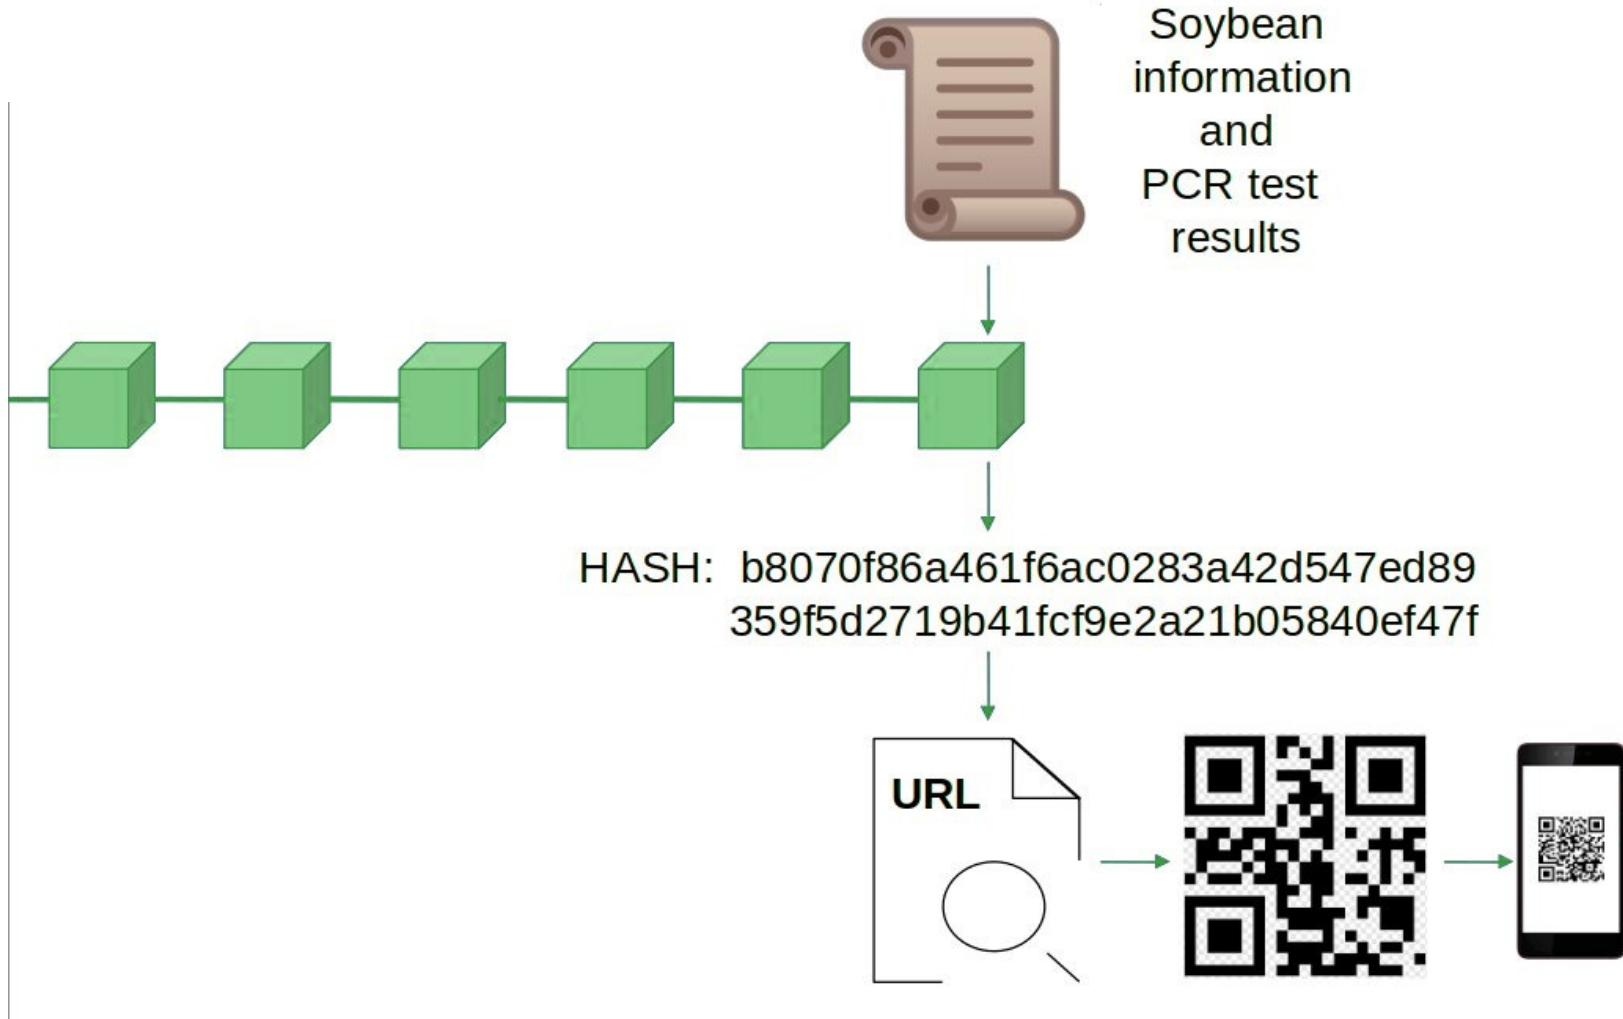 Soybean
information
and
PCR test
results
HASH: b8070f86a461f6ac0283a42d547ed89
359f5d2719b41fcf9e2a21b05840ef47f
URL